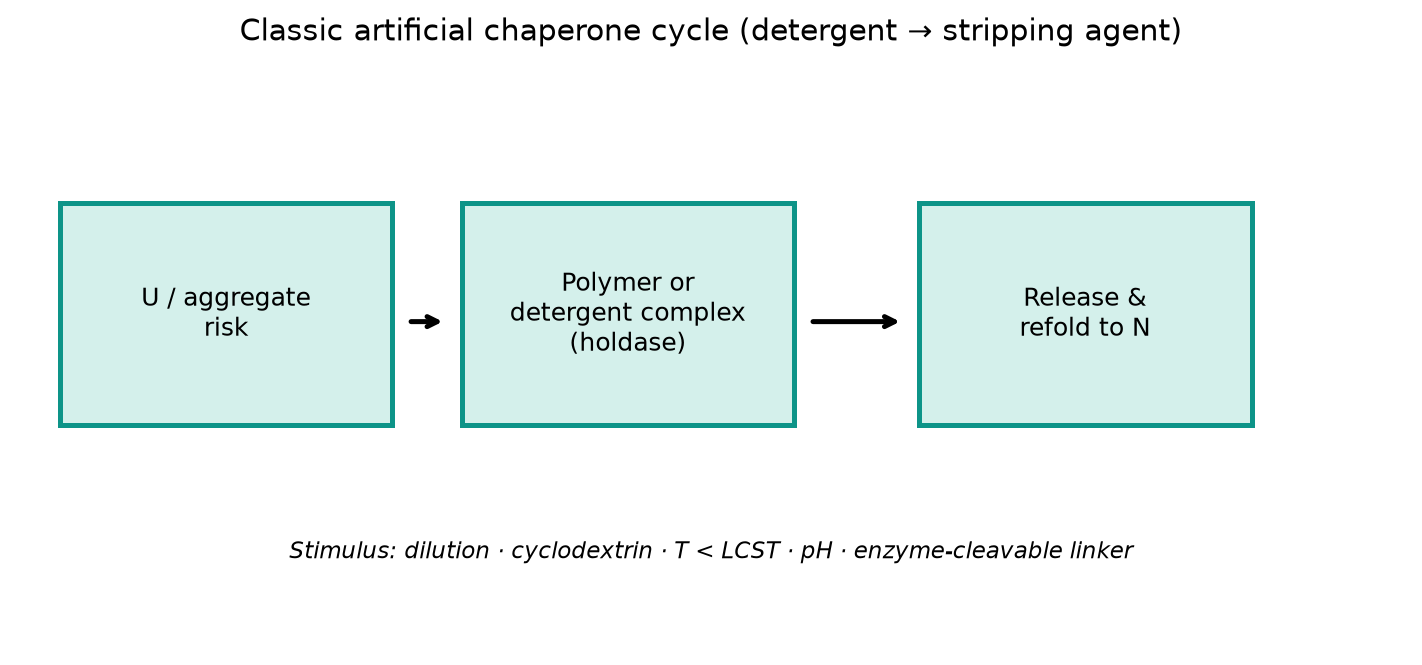 Classic artificial chaperone cycle (detergent → stripping agent)
U / aggregate
risk
Polymer or
detergent complex
(holdase)
Release &
refold to N
Stimulus: dilution · cyclodextrin · T < LCST · pH · enzyme-cleavable linker